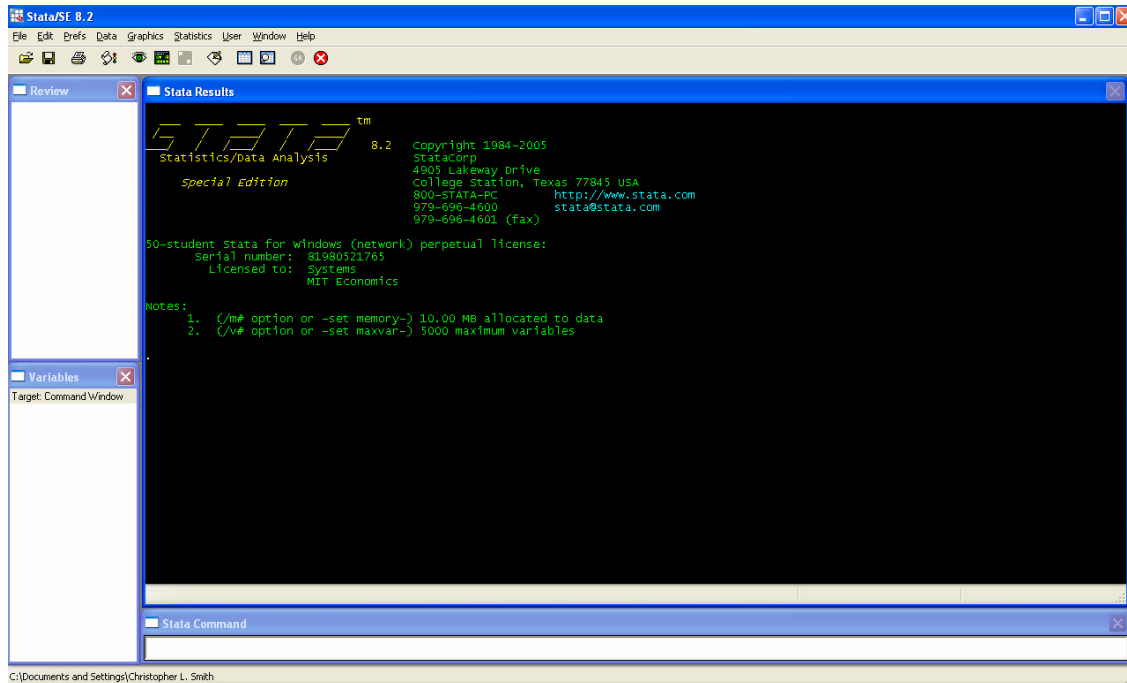 Stata/SE 8.2
File Edit Prefs Data Graphics Statistics User Window Help
Review
Stata Results
STATA tm
8.2 Copyright 1984-2005
Statistics/Data Analysis StataCorp
4905 Lakeway Drive
Special Edition College Station, Texas 77845 USA
800-STATA-PC http://www.stata.com
979-696-4600 stata@stata.com
979-696-4601 (fax)
50-student Stata for Windows (network) perpetual license:
Serial number: 81980521765
Licensed to: Systems
MIT Economics
Notes:
1. (/m# option or -set memory-) 10.00 MB allocated to data
2. (/v# option or -set maxvar-) 5000 maximum variables
.
Variables
Target: Command Window
Stata Command
C:\Documents and Settings\Christopher L. Smith